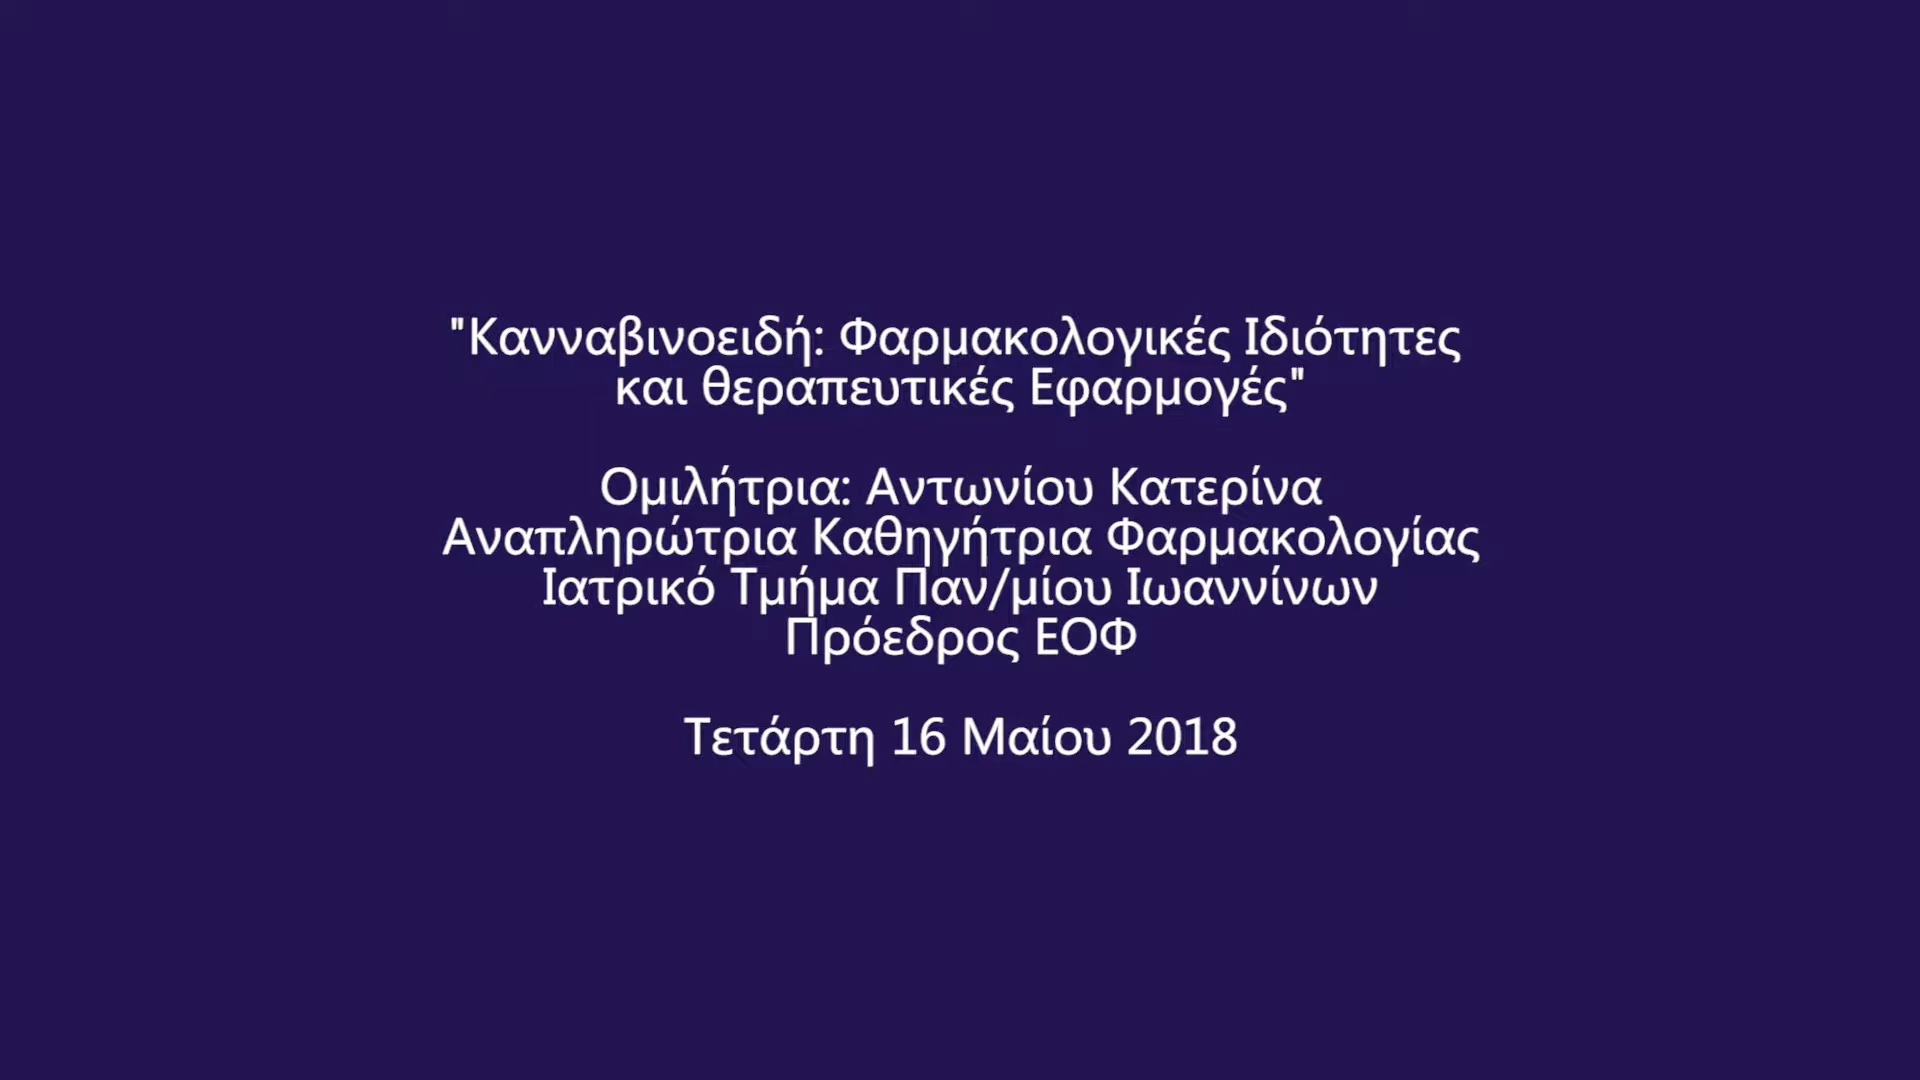 "Κανναβινοειδή: Φαρμακολογικές Ιδιότητες
και θεραπευτικές Εφαρμογές"
Ομιλήτρια: Αντωνίου Κατερίνα
Αναπληρώτρια Καθηγήτρια Φαρμακολογίας
Ιατρικό Τμήμα Παν/μίου Ιωαννίνων
Πρόεδρος ΕΟΦ
Τετάρτη 16 Μαίου 2018